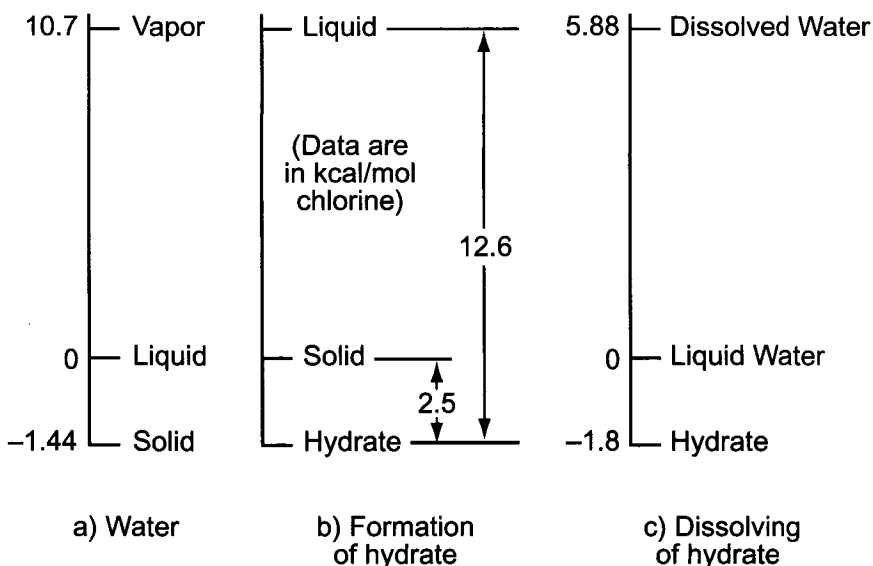 10.7 Vapor
0 Liquid
−1.44 Solid
a) Water
Liquid
(Data are
in kcal/mol
chlorine)
12.6
Solid
2.5
Hydrate
b) Formation
of hydrate
5.88 Dissolved Water
0 Liquid Water
−1.8 Hydrate
c) Dissolving
of hydrate